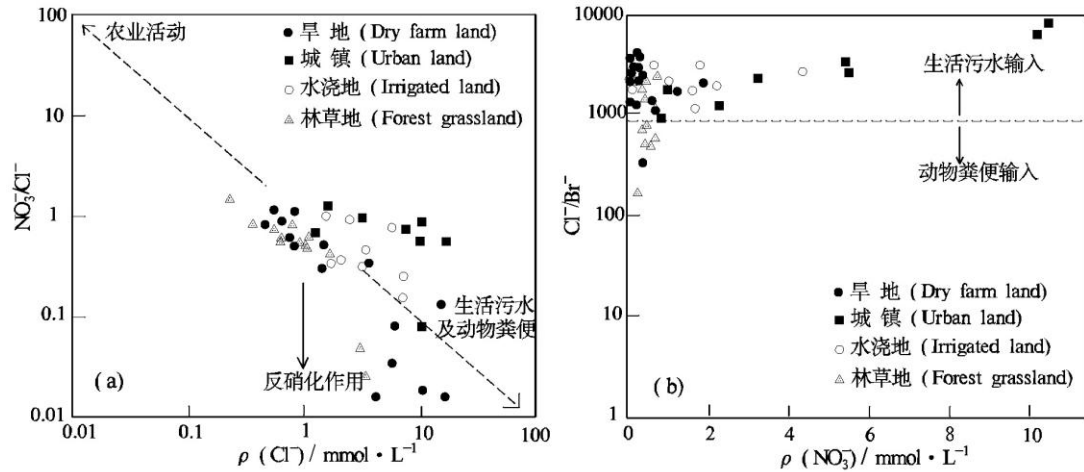 100
10
1
0.1
0.01
NO₃⁻/Cl⁻
农业活动
旱 地 ( Dry farm land )
城 镇 ( Urban land )
水浇地 ( Irrigated land )
林草地 ( Forest grassland )
生活污水
及动物粪便
反硝化作用
( a )
0.01 0.1 1 10 100
ρ ( Cl⁻ ) / mmol · L⁻¹
10000
1000
100
10
1
Cl⁻/Br⁻
生活污水输入
动物粪便输入
旱 地 ( Dry farm land )
城 镇 ( Urban land )
水浇地 ( Irrigated land )
林草地 ( Forest grassland )
( b )
0 2 4 6 8 10
ρ ( NO₃⁻ ) / mmol · L⁻¹